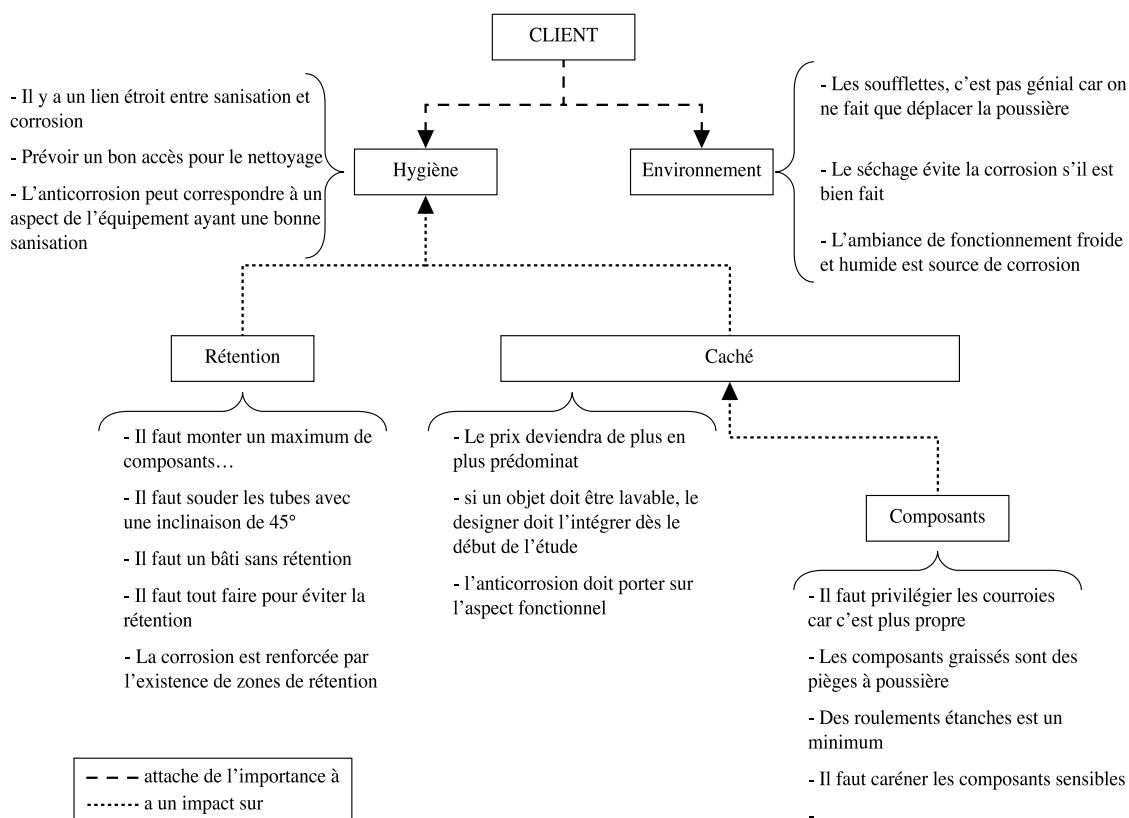 CLIENT
- Il y a un lien étroit entre sanisation et
corrosion
- Prévoir un bon accès pour le nettoyage
- L'anticorrosion peut correspondre à un
aspect de l'équipement ayant une bonne
sanisation
Hygiène
Environnement
- Les soufflettes, c'est pas génial car on
ne fait que déplacer la poussière
- Le séchage évite la corrosion s'il est
bien fait
- L'ambiance de fonctionnement froide
et humide est source de corrosion
Rétention
Caché
- Il faut monter un maximum de
composants…
- Il faut souder les tubes avec
une inclinaison de 45°
- Il faut un bâti sans rétention
- Il faut tout faire pour éviter la
rétention
- La corrosion est renforcée par
l'existence de zones de rétention
- Le prix deviendra de plus en
plus prédominat
- si un objet doit être lavable, le
designer doit l'intégrer dès le
début de l'étude
- l'anticorrosion doit porter sur
l'aspect fonctionnel
Composants
- Il faut privilégier les courroies
car c'est plus propre
- Les composants graissés sont des
pièges à poussière
- Des roulements étanches est un
minimum
- Il faut caréner les composants sensibles
-
attache de l'importance à
a un impact sur